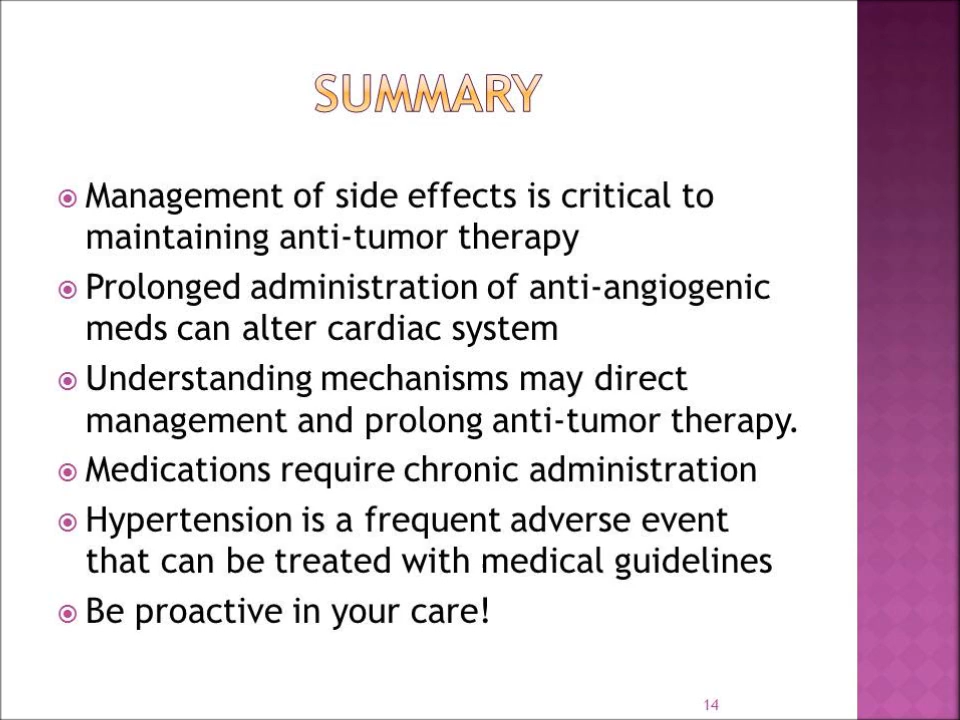 SUMMARY
Management of side effects is critical to
maintaining anti-tumor therapy
Prolonged administration of anti-angiogenic
meds can alter cardiac system
Understanding mechanisms may direct
management and prolong anti-tumor therapy.
Medications require chronic administration
Hypertension is a frequent adverse event
that can be treated with medical guidelines
Be proactive in your care!
14